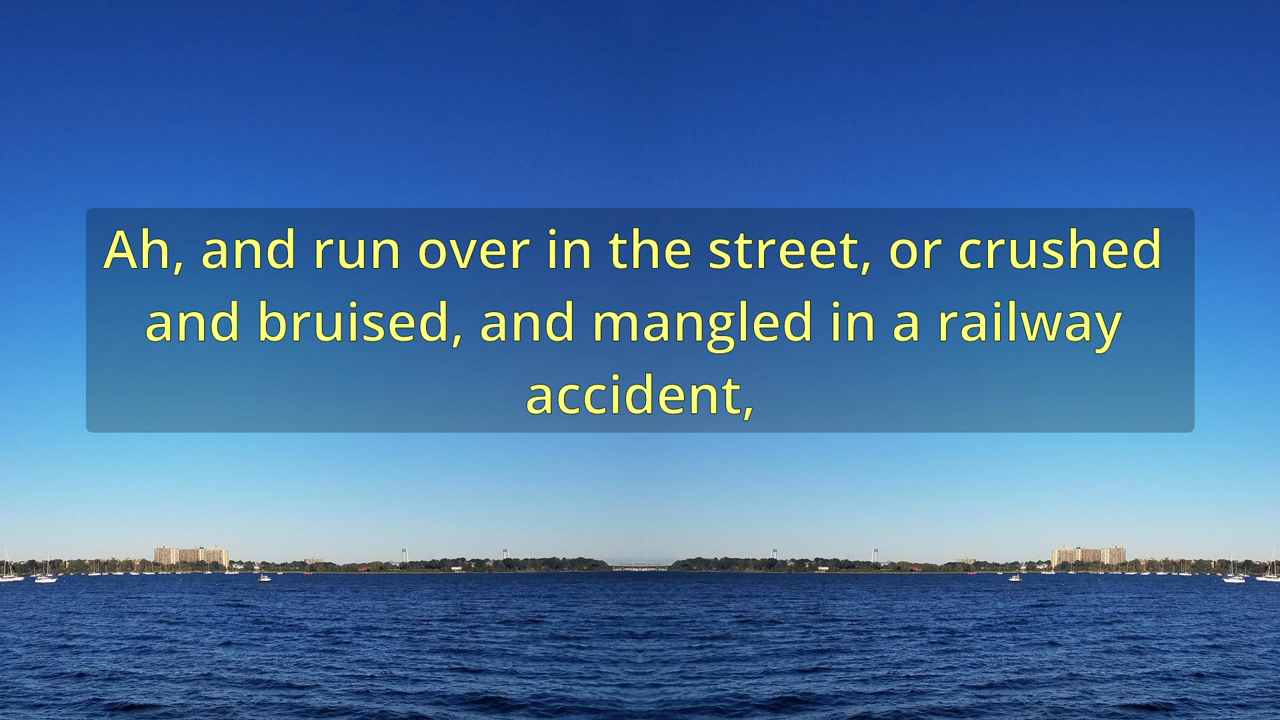 Ah, and run over in the street, or crushed
and bruised, and mangled in a railway
accident,